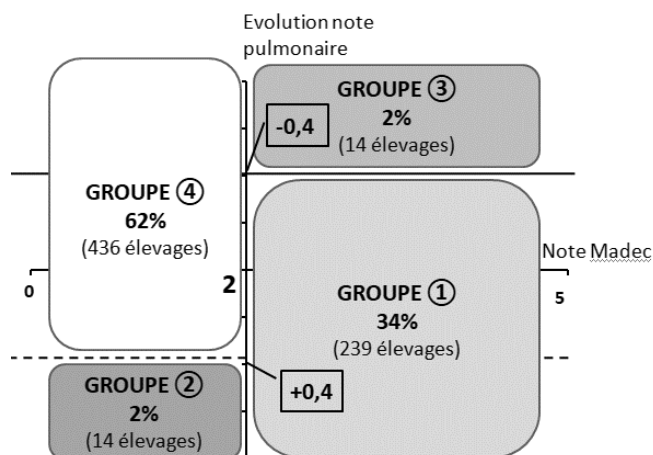 Evolution note
pulmonaire
GROUPE ③
2%
(14 élevages)
-0,4
GROUPE ④
62%
(436 élevages)
Note Madec
0
2
5
GROUPE ①
34%
(239 élevages)
GROUPE ②
2%
(14 élevages)
+0,4